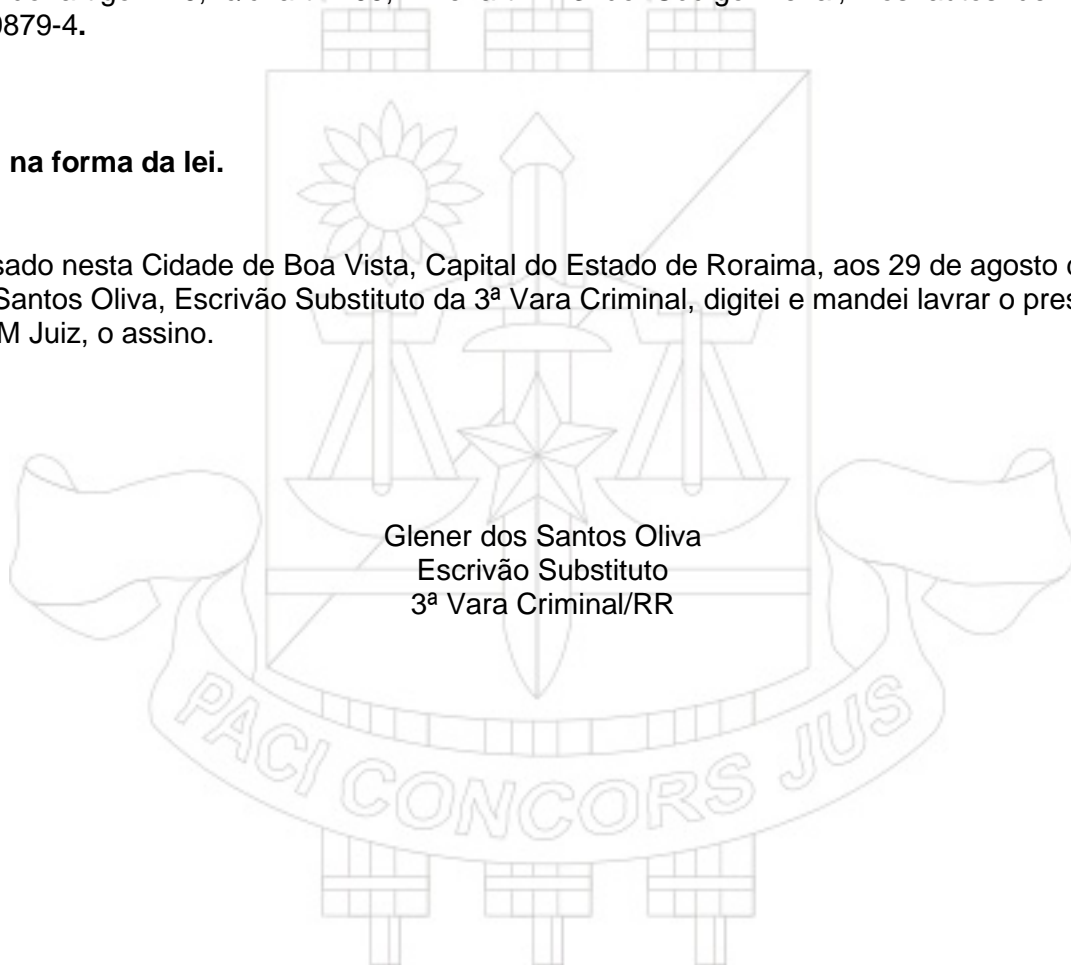 879-4.
na forma da lei.
sado nesta Cidade de Boa Vista, Capital do Estado de Roraima, aos 29 de agosto
Santos Oliva, Escrivão Substituto da 3ª Vara Criminal, digitei e mandei lavrar o pres
M Juiz, o assino.
Glener dos Santos Oliva
Escrivão Substituto
3ª Vara Criminal/RR
PACI CONCORS JUS